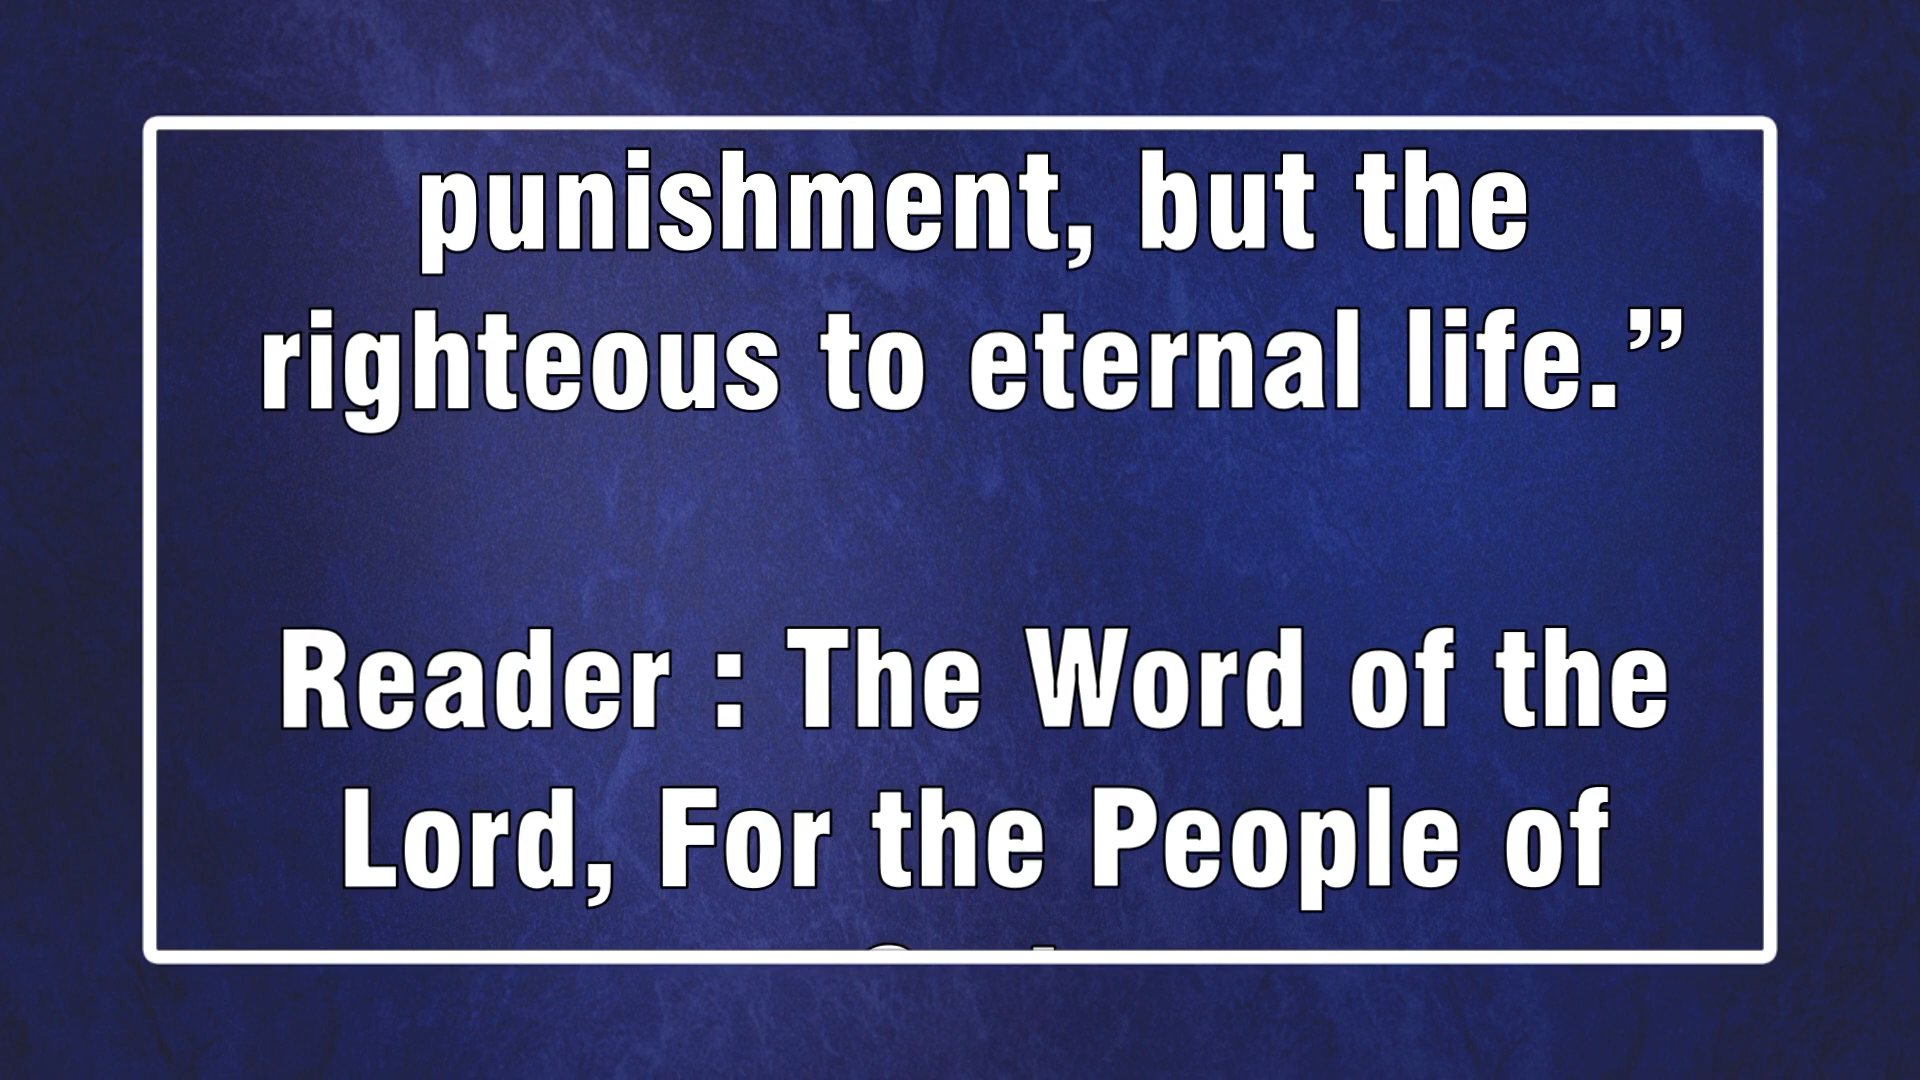 punishment, but the
righteous to eternal life.”
Reader : The Word of the
Lord, For the People of